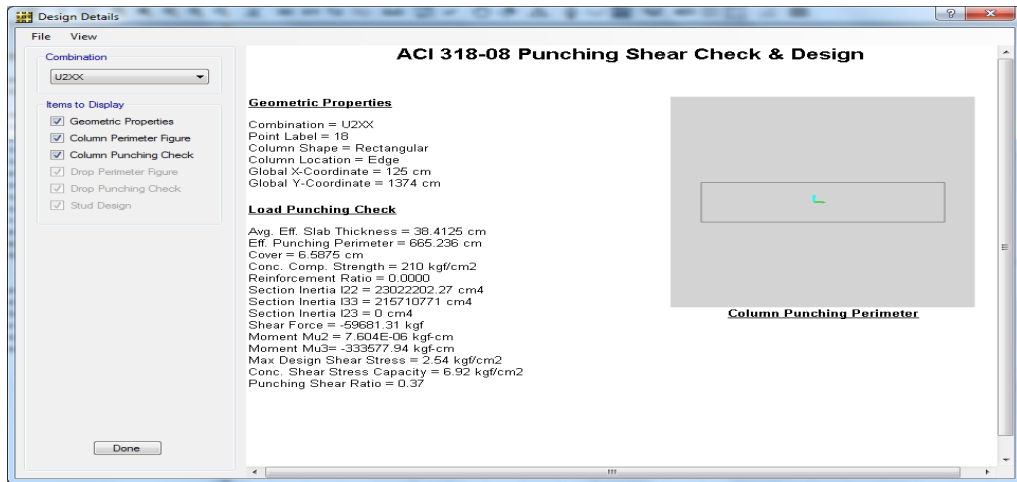 Design Details
File View
Combination
U2XX
Items to Display
Geometric Properties
Column Perimeter Figure
Column Punching Check
Drop Perimeter Figure
Drop Punching Check
Stud Design
Done
ACI 318-08 Punching Shear Check & Design
Geometric Properties
Combination = U2XX
Point Label = 18
Column Shape = Rectangular
Column Location = Edge
Global X-Coordinate = 125 cm
Global Y-Coordinate = 1374 cm
Load Punching Check
Avg. Eff. Slab Thickness = 38.4125 cm
Eff. Punching Perimeter = 665.236 cm
Cover = 6.5875 cm
Conc. Comp. Strength = 210 kgf/cm2
Reinforcement Ratio = 0.0000
Section Inertia I22 = 23022202.27 cm4
Section Inertia I33 = 215710771 cm4
Section Inertia I23 = 0 cm4
Shear Force = -59681.31 kgf
Moment Mu2 = 7.604E-06 kgf-cm
Moment Mu3= -333577.94 kgf-cm
Max Design Shear Stress = 2.54 kgf/cm2
Conc. Shear Stress Capacity = 6.92 kgf/cm2
Punching Shear Ratio = 0.37
Column Punching Perimeter